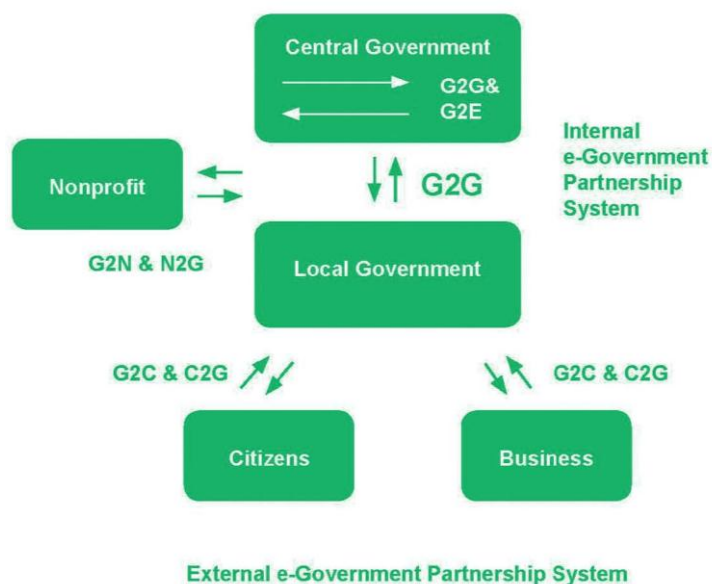 Central Government
G2G&
G2E
Internal
e-Government
Partnership
System
Nonprofit
G2G
G2N & N2G
Local Government
G2C & C2G
G2C & C2G
Citizens
Business
External e-Government Partnership System